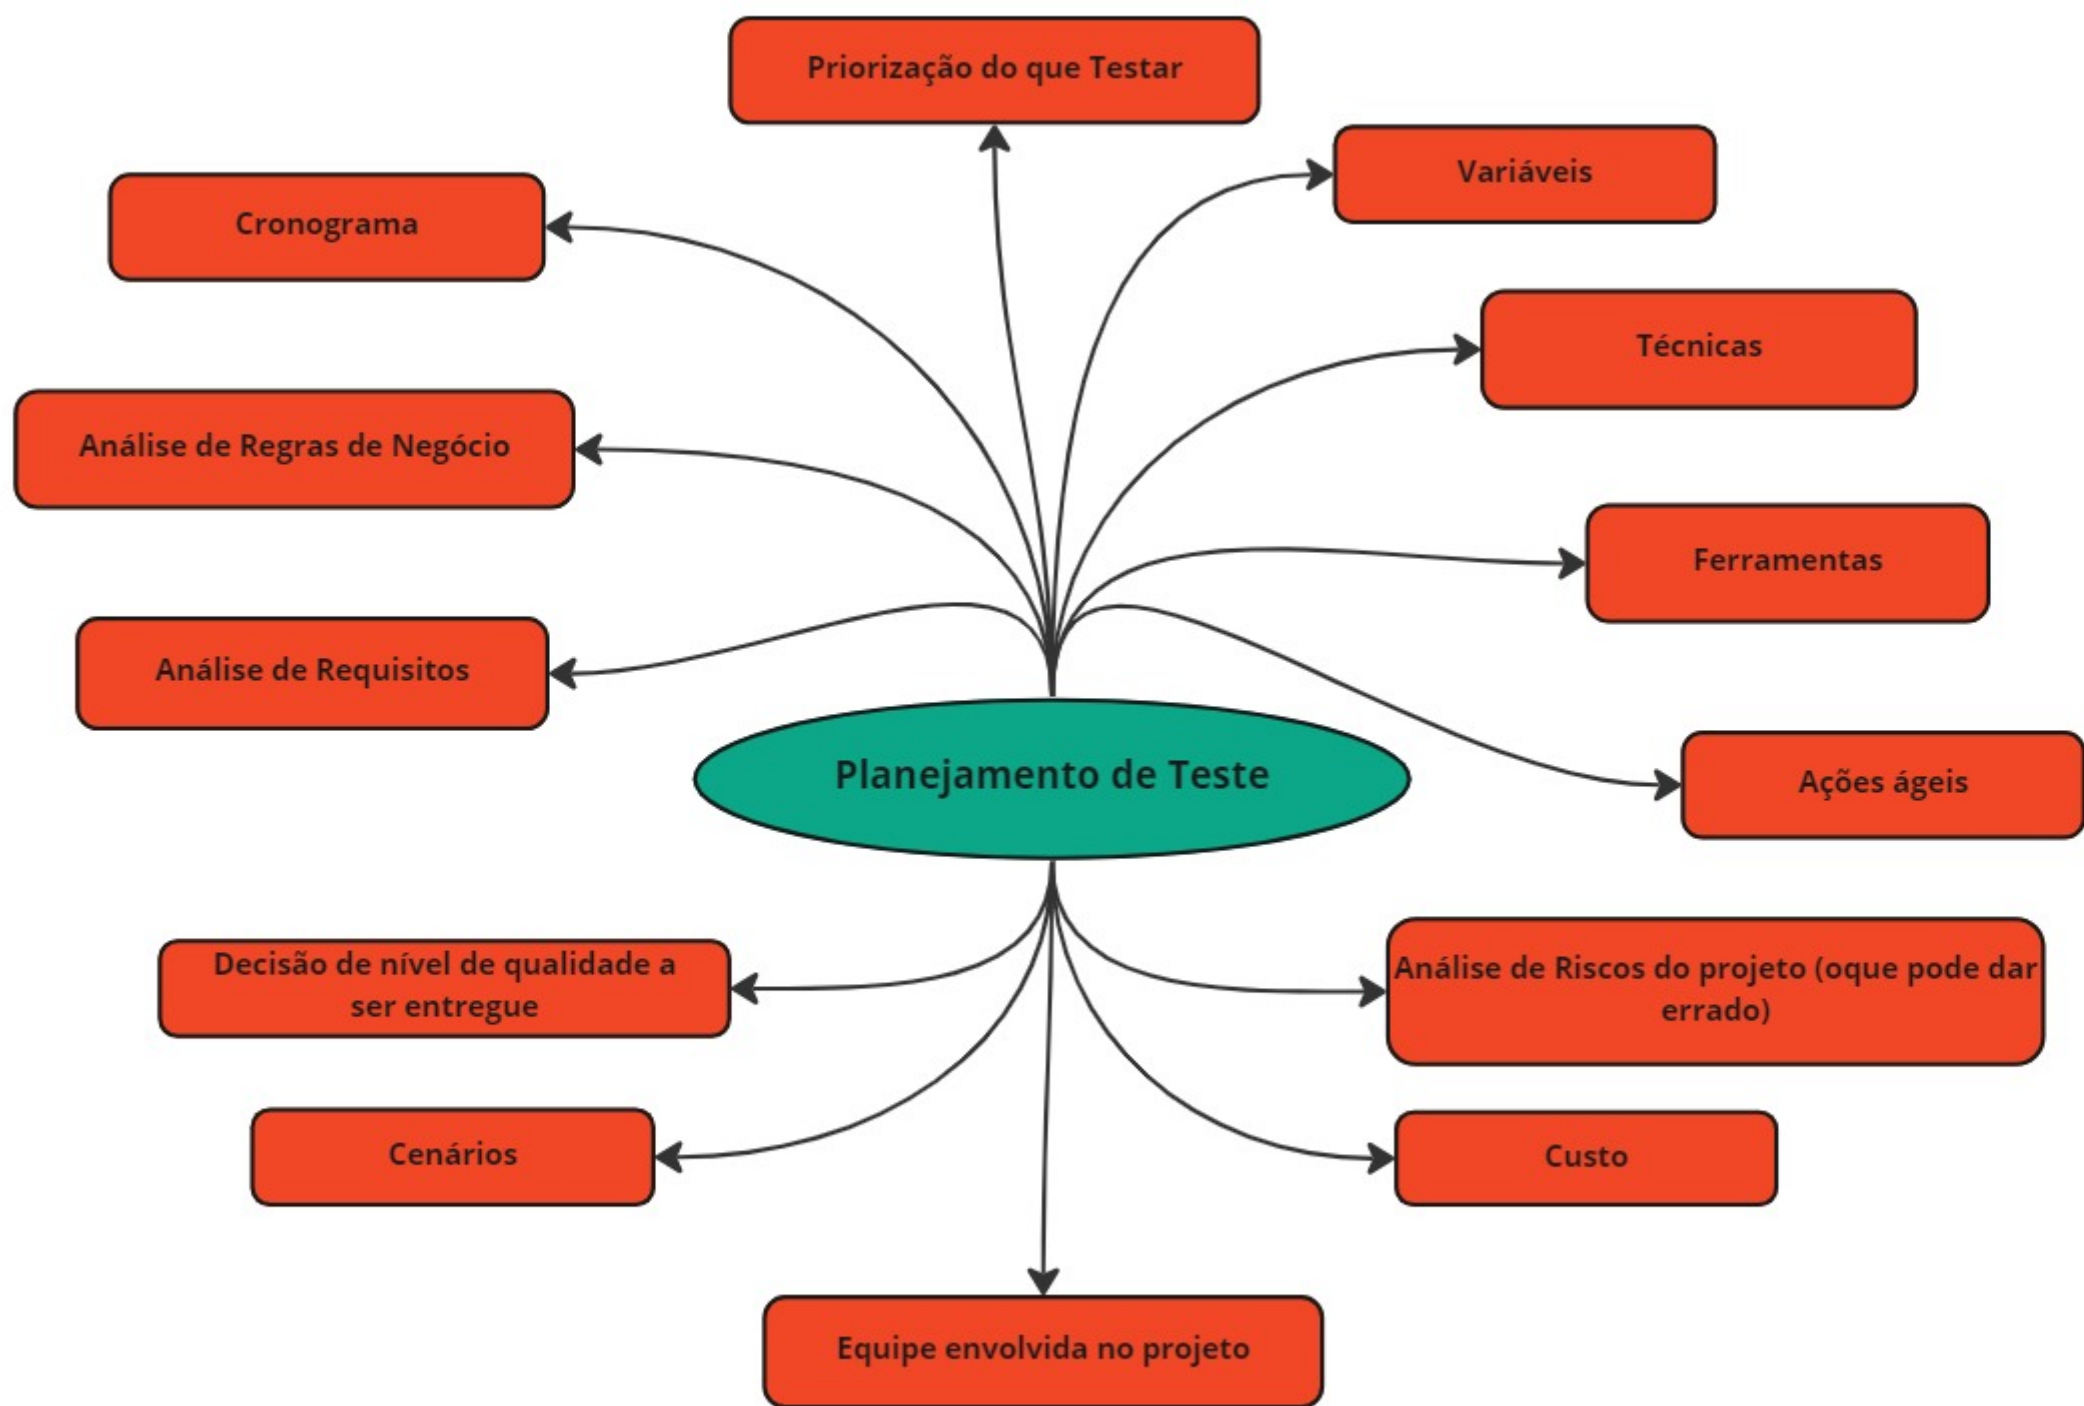 Priorização do que Testar
Variáveis
Cronograma
Técnicas
Análise de Regras de Negócio
Ferramentas
Análise de Requisitos
Planejamento de Teste
Ações ágeis
Decisão de nível de qualidade a
ser entregue
Análise de Riscos do projeto (oque pode dar
errado)
Cenários
Custo
Equipe envolvida no projeto